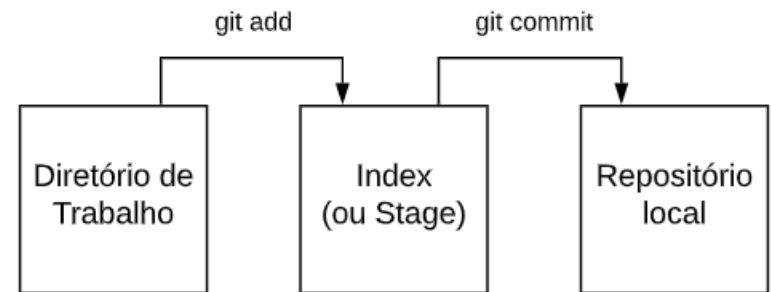 git add
git commit
Diretório de
Trabalho
Index
(ou Stage)
Repositório
local